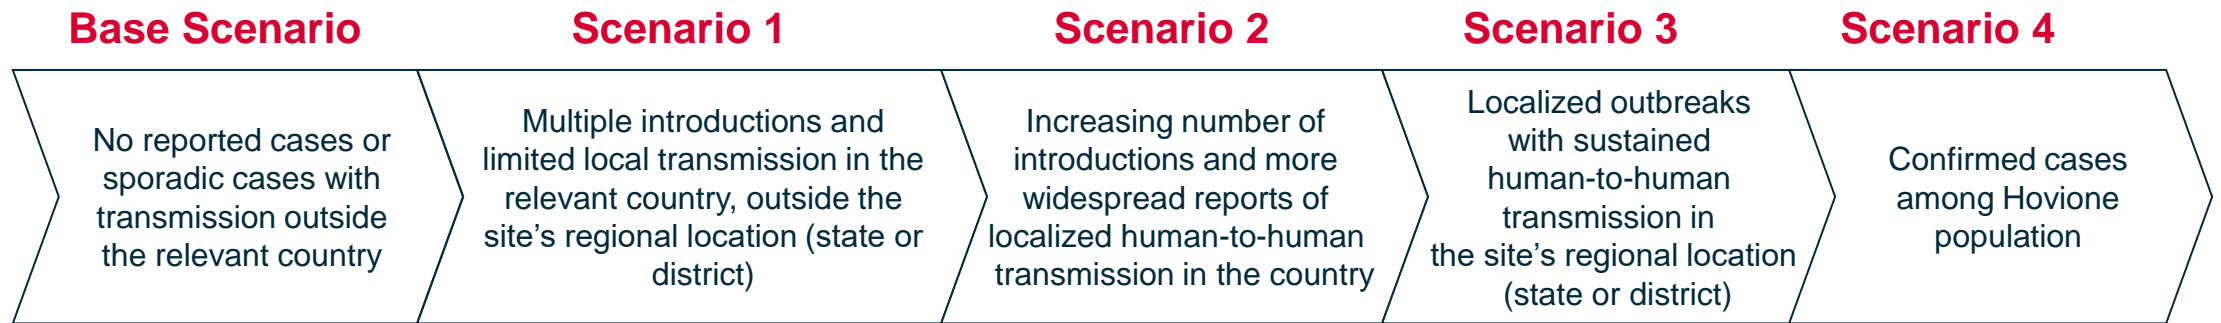 Base Scenario
Scenario 1
Scenario 2
Scenario 3
Scenario 4
No reported cases or
sporadic cases with
transmission outside
the relevant country
Multiple introductions and
limited local transmission in the
relevant country, outside the
site’s regional location (state or
district)
Increasing number of
introductions and more
widespread reports of
localized human-to-human
transmission in the country
Localized outbreaks
with sustained
human-to-human
transmission in
the site’s regional location
(state or district)
Confirmed cases
among Hovione
population